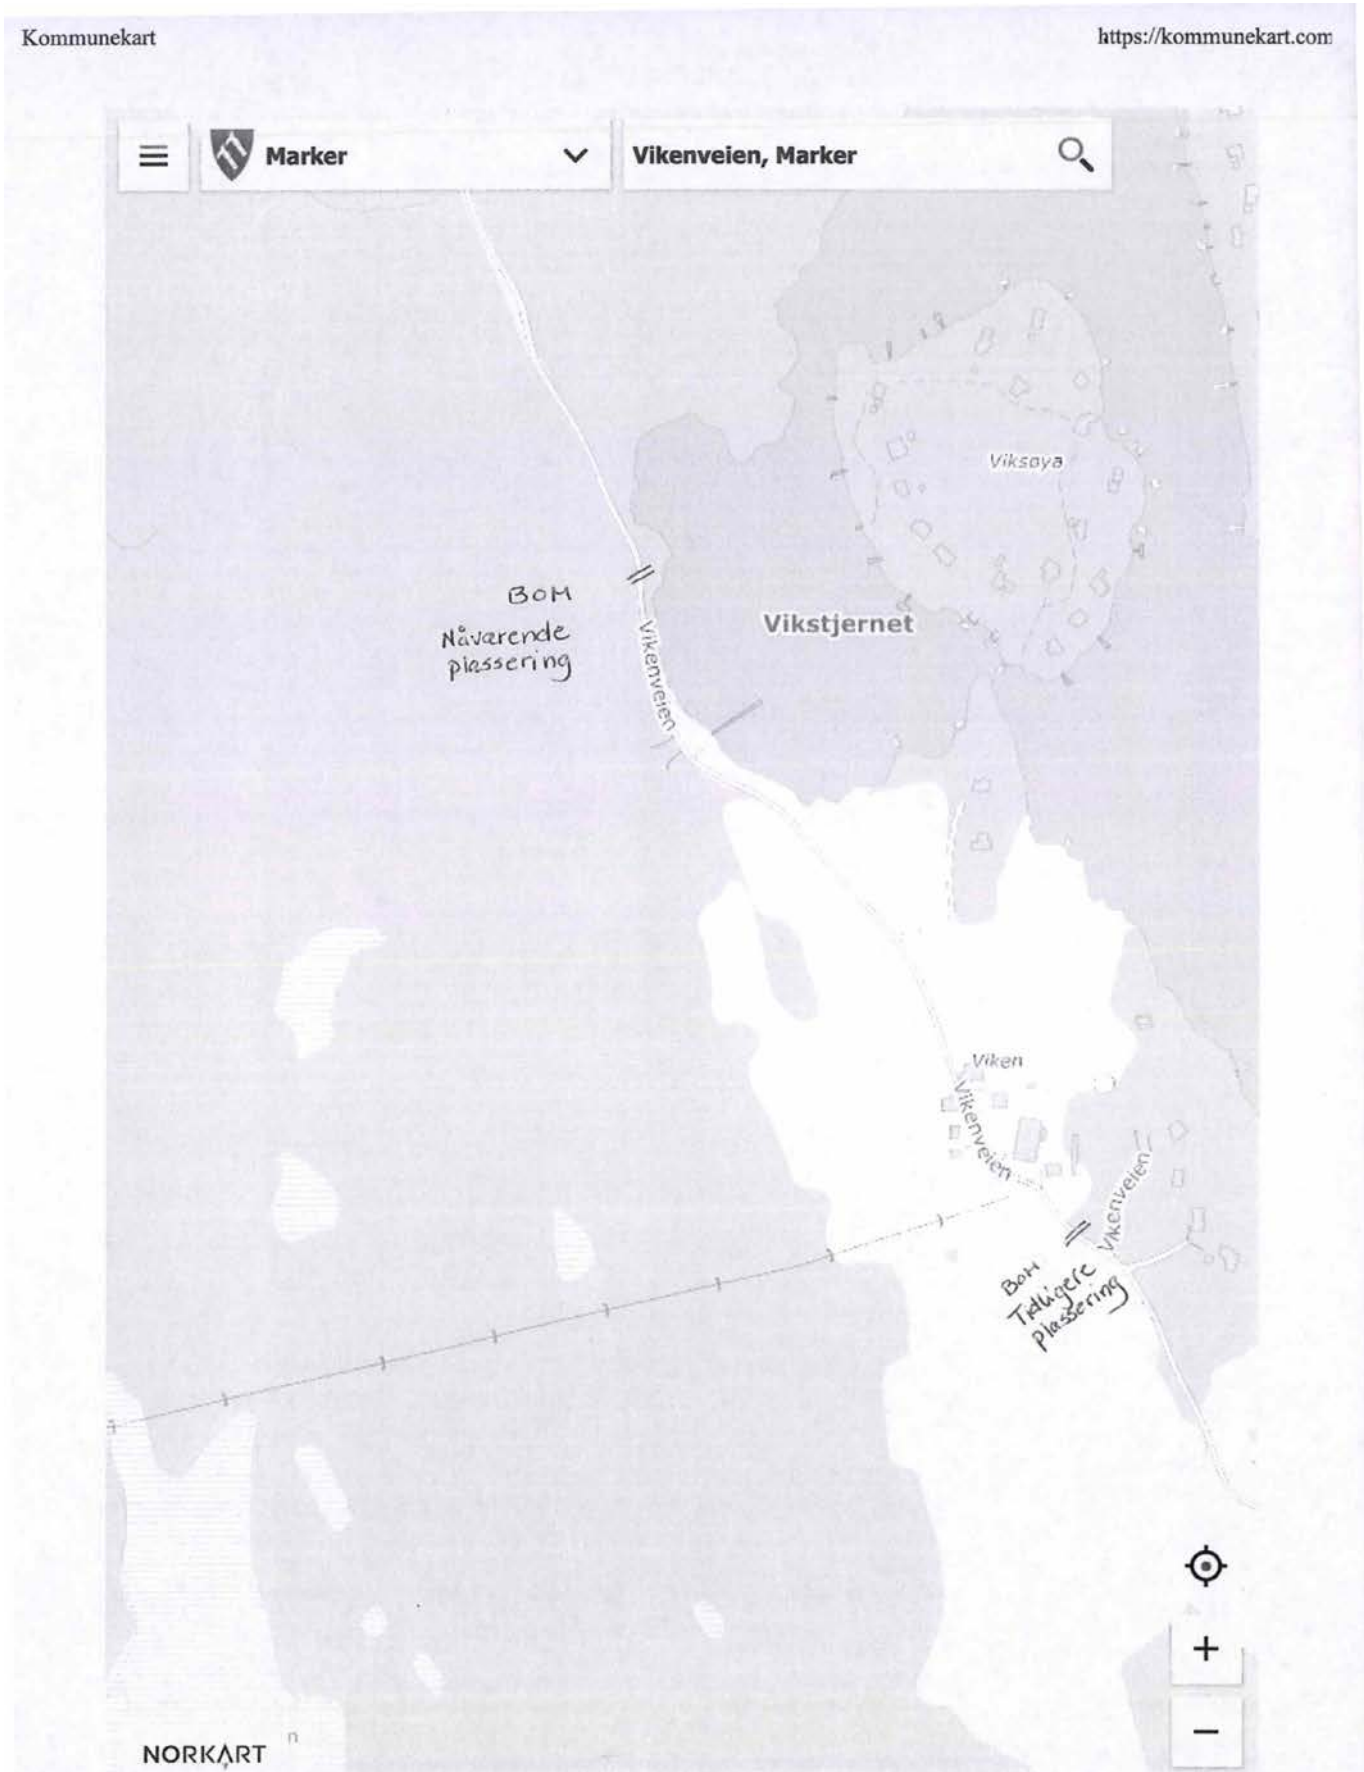 Kommunekart
https://kommunekart.com
Marker
Vikenveien, Marker
Viksøya
BOM
Nåværende
plassering
Vikstjernet
Vikenveien
Viken
Vikenveien
Vikenveien
BOM
Tidligere
plassering
+
−
n
NORKART